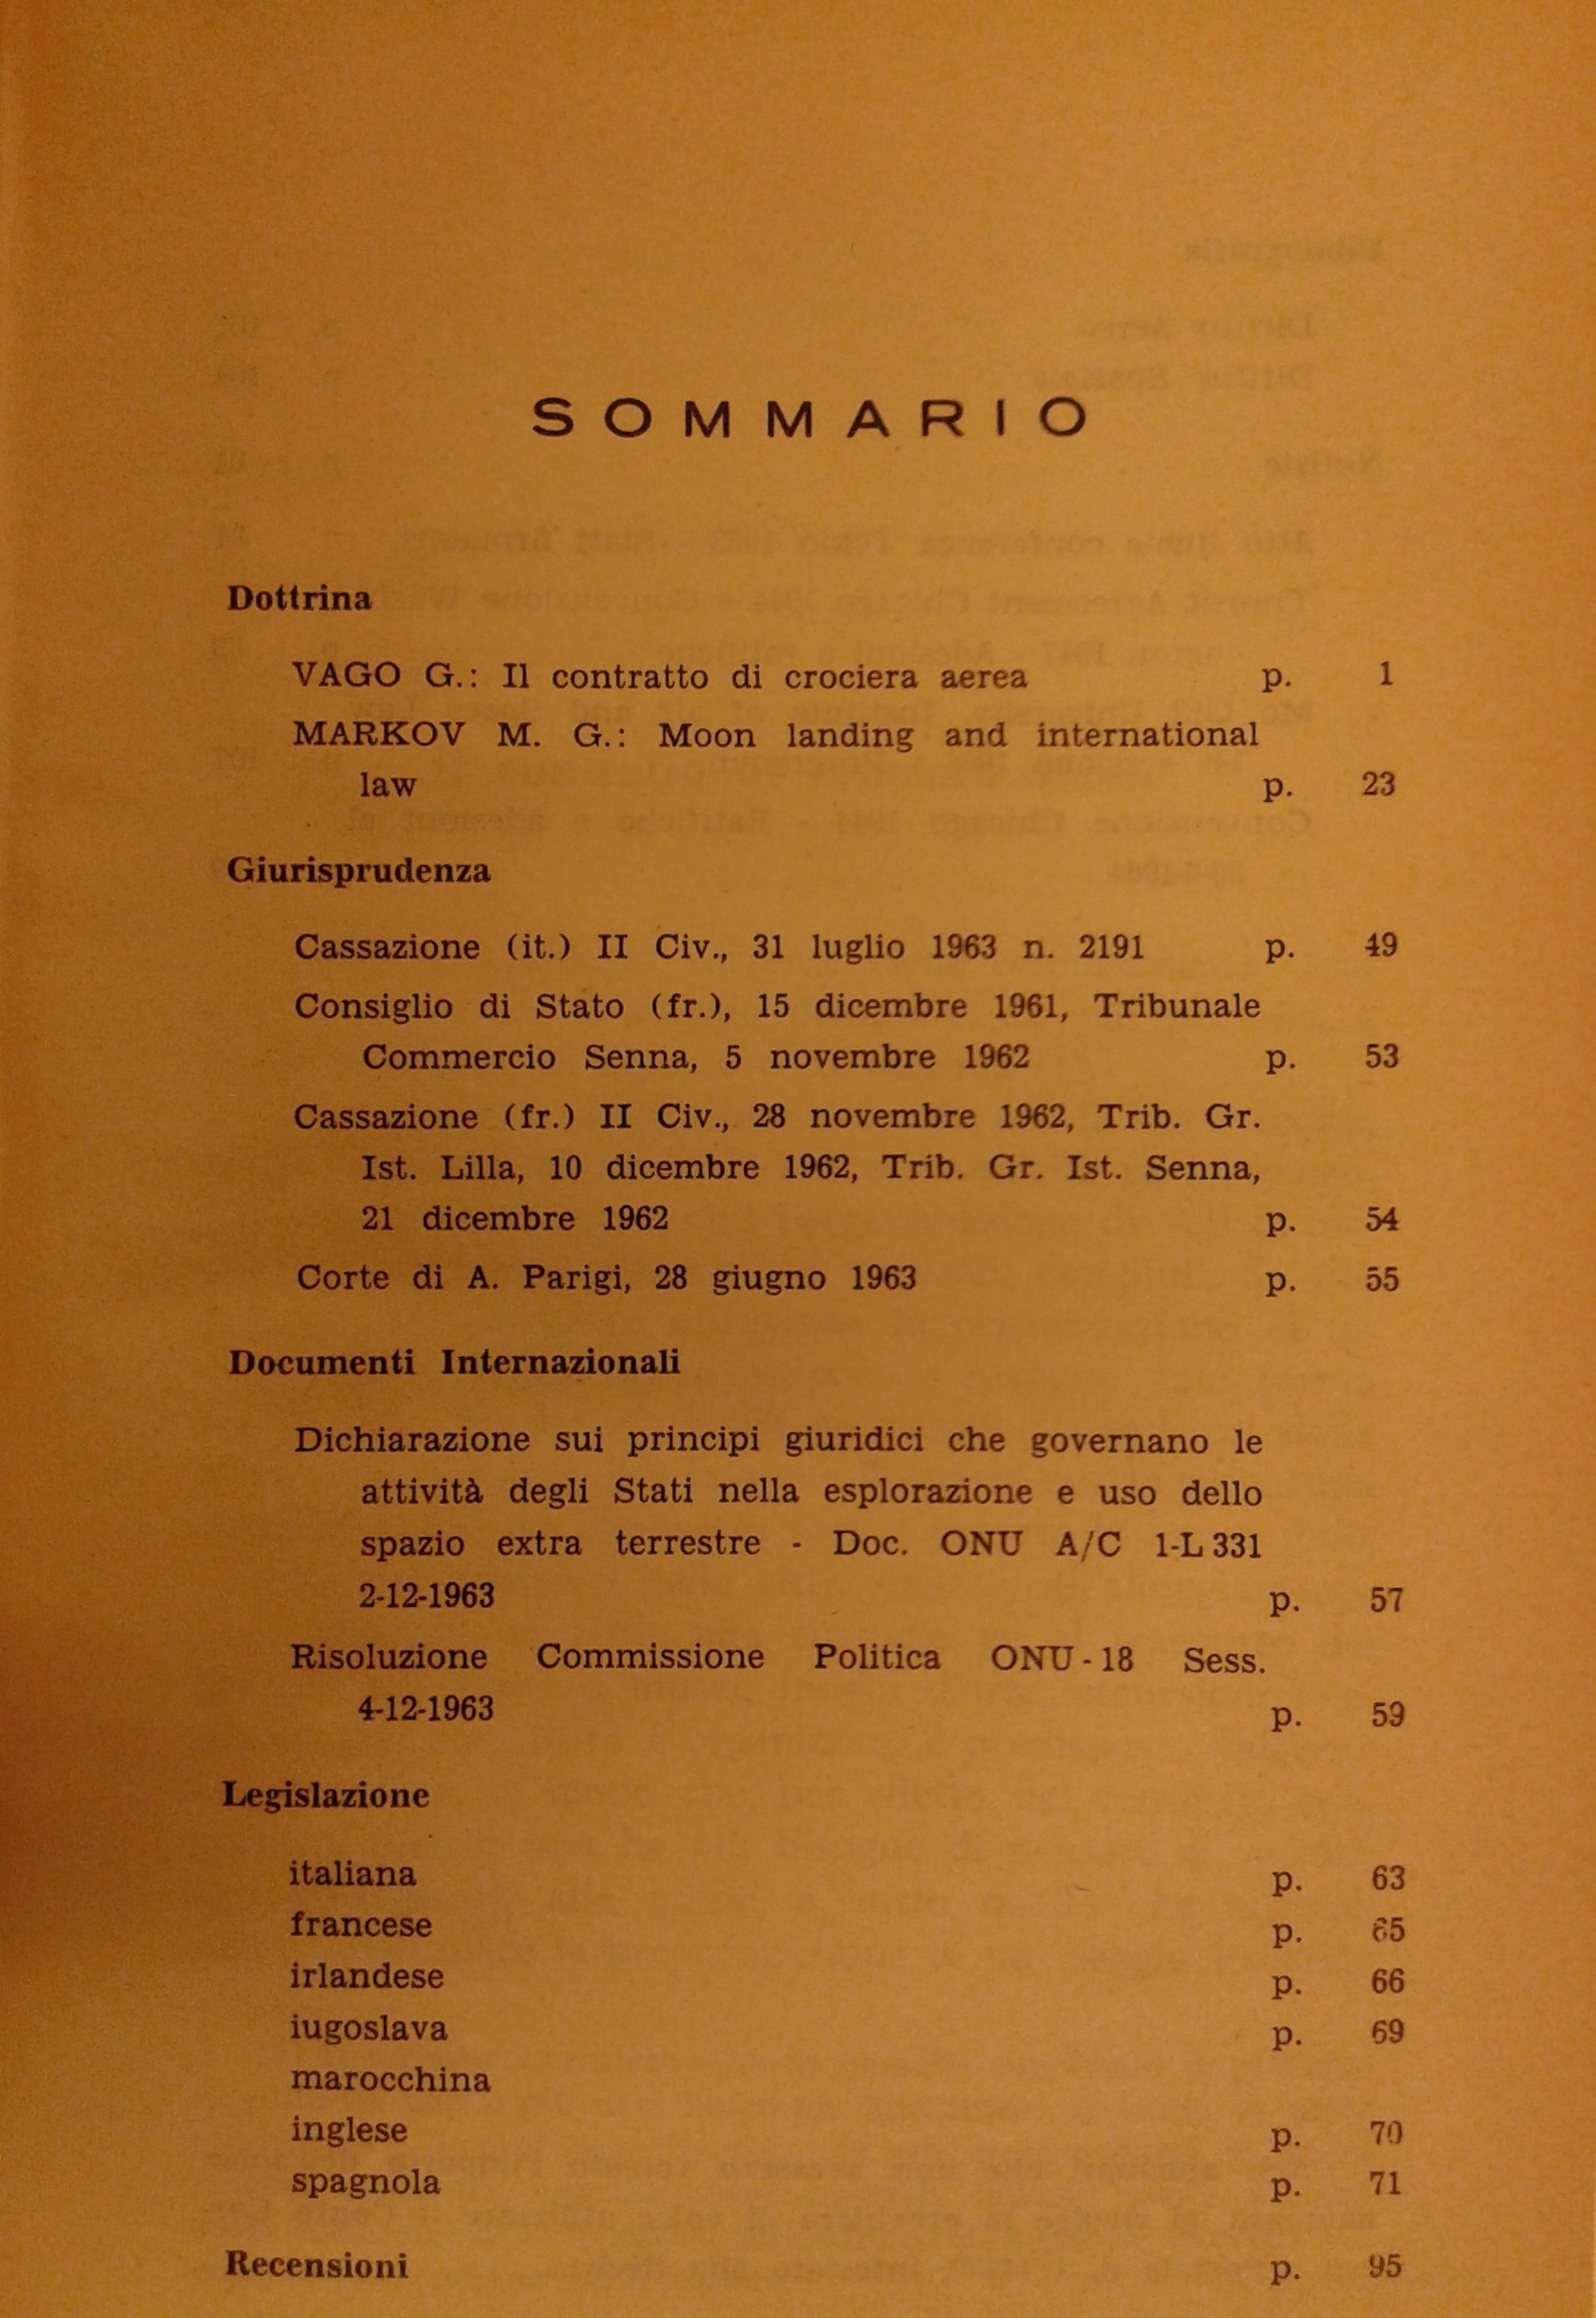 SOMMARIO
Dottrina
VAGO G.: Il contratto di crociera aerea p. 1
MARKOV M. G.: Moon landing and international
law p. 23
Giurisprudenza
Cassazione (it.) II Civ., 31 luglio 1963 n. 2191 p. 49
Consiglio di Stato (fr.), 15 dicembre 1961, Tribunale
Commercio Senna, 5 novembre 1962 p. 53
Cassazione (fr.) II Civ., 28 novembre 1962, Trib. Gr.
Ist. Lilla, 10 dicembre 1962, Trib. Gr. Ist. Senna,
21 dicembre 1962 p. 54
Corte di A. Parigi, 28 giugno 1963 p. 55
Documenti Internazionali
Dichiarazione sui principi giuridici che governano le
attività degli Stati nella esplorazione e uso dello
spazio extra terrestre - Doc. ONU A/C 1-L 331
2-12-1963 p. 57
Risoluzione Commissione Politica ONU - 18 Sess.
4-12-1963 p. 59
Legislazione
italiana p. 63
francese p. 65
irlandese p. 66
iugoslava p. 69
marocchina
inglese p. 70
spagnola p. 71
Recensioni p. 95